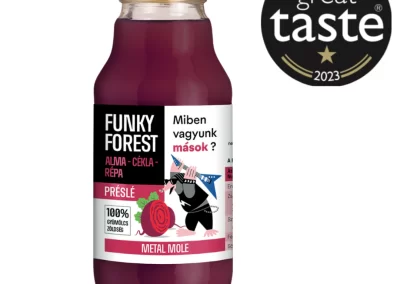 great
taste
2023
FUNKY
FOREST
ALMA - CÉKLA -
RÉPA
PRÉSLÉ
100%
GYÜMÖLCS
ZÖLDSÉG
Miben
vagyunk
mások ?
METAL MOLE